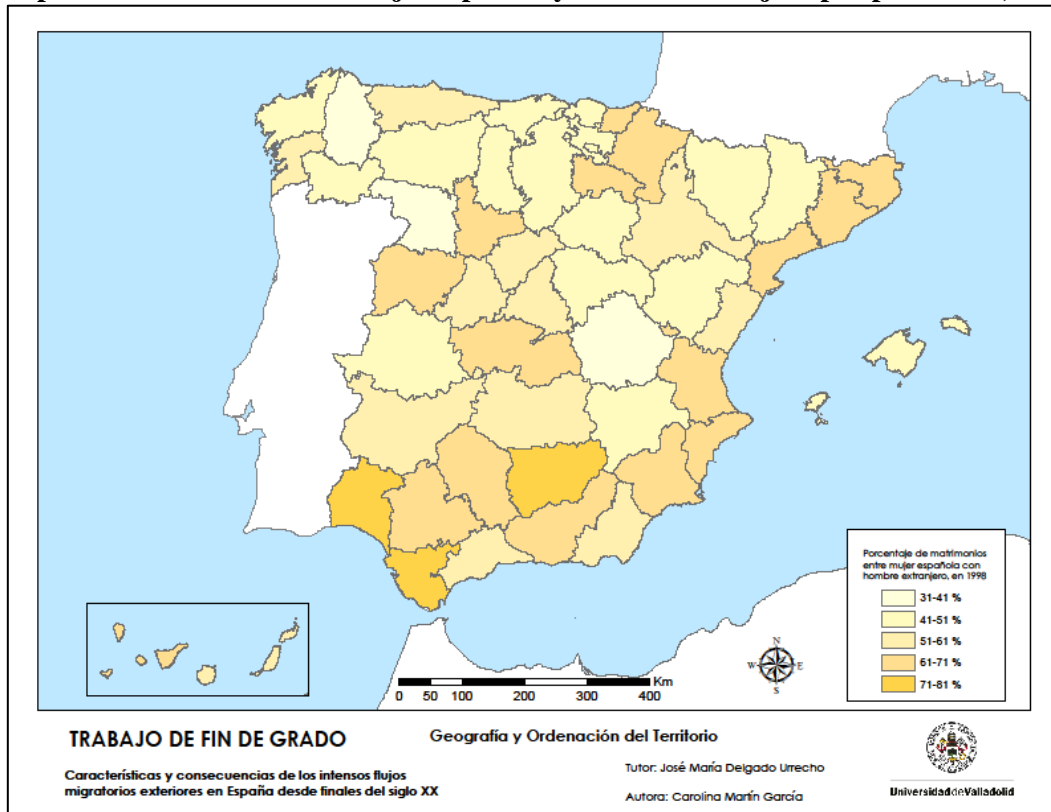 Porcentaje de matrimonios
entre mujer española con
hombre extranjero, en 1998
31-41 %
41-51 %
51-61 %
61-71 %
71-81 %
N
W E
S
Km
0 50 100 200 300 400
TRABAJO DE FIN DE GRADO
Geografía y Ordenación del Territorio
Características y consecuencias de los intensos flujos
migratorios exteriores en España desde finales del siglo XX
Tutor: José María Delgado Urrecho
Autora: Carolina Martín García
Universidad de Valladolid